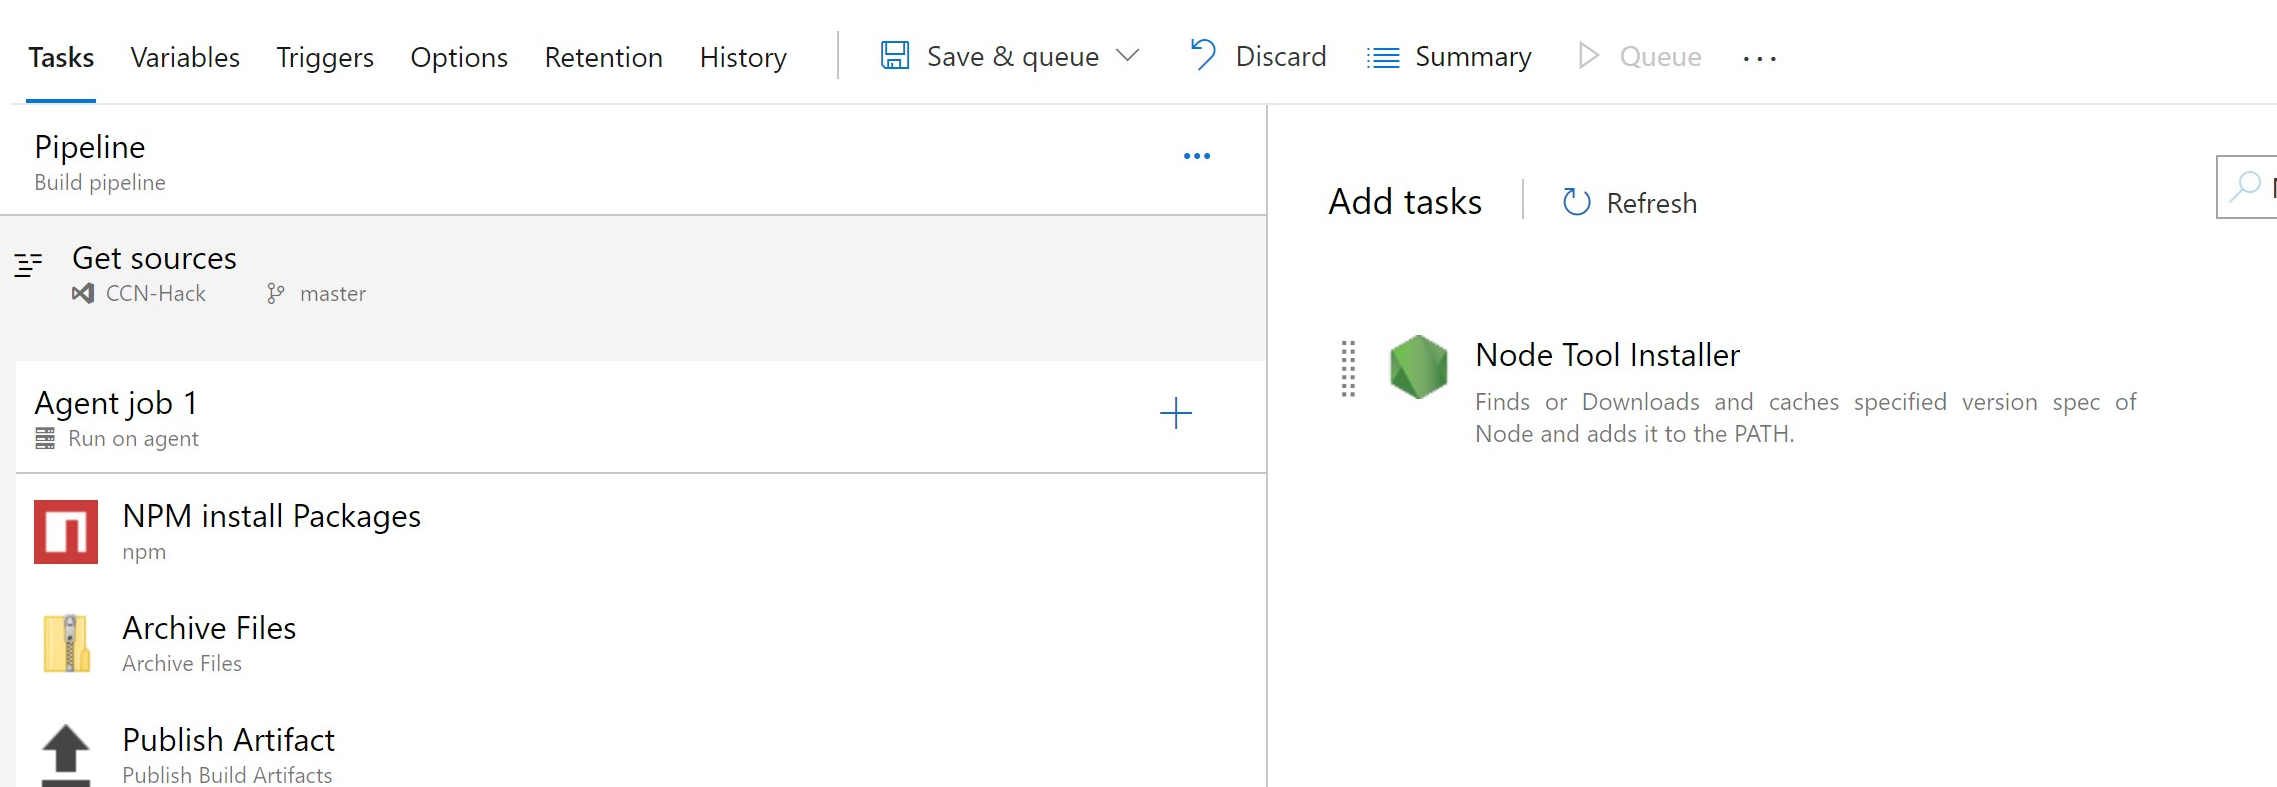 Tasks Variables Triggers Options Retention History Save & queue Discard Summary Queue ...
Pipeline
Build pipeline
Get sources
CCN-Hack master
Agent job 1
Run on agent
NPM install Packages
npm
Archive Files
Archive Files
Publish Artifact
Publish Build Artifacts
Add tasks Refresh
Node Tool Installer
Finds or Downloads and caches specified version spec of
Node and adds it to the PATH.